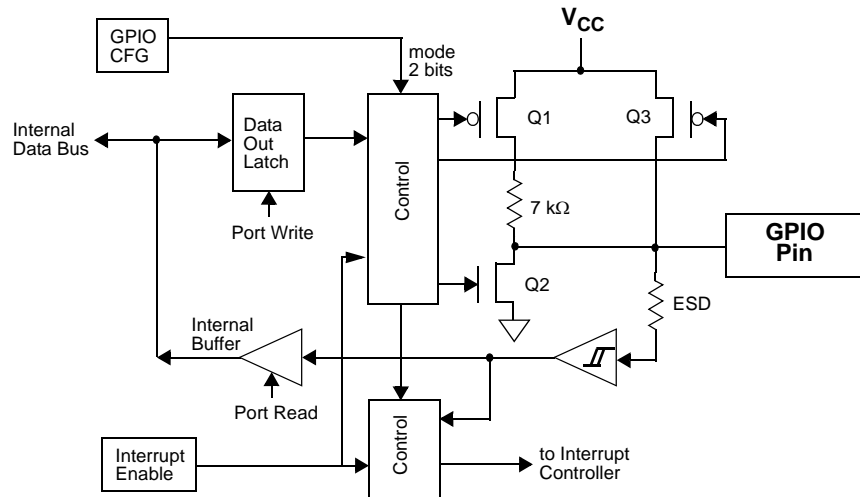 GPIO
CFG
mode
2 bits
VCC
Internal
Data Bus
Data
Out
Latch
Port Write
Control
Q1
Q3
7 kΩ
Q2
GPIO
Pin
ESD
Internal
Buffer
Port Read
Interrupt
Enable
Control
to Interrupt
Controller